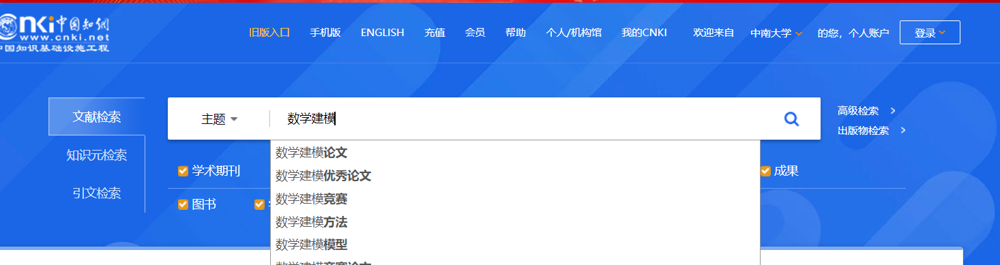 Cnki中国知网
www.cnki.net
中国知识基础设施工程
旧版入口 手机版 ENGLISH 充值 会员 帮助 个人/机构馆 我的CNKI 欢迎来自 中南大学 的您，个人账户 登录
文献检索
知识元检索
引文检索
主题 数学建模
高级检索
出版物检索
数学建模论文
数学建模优秀论文
数学建模竞赛
数学建模方法
数学建模模型
学术期刊
成果
图书